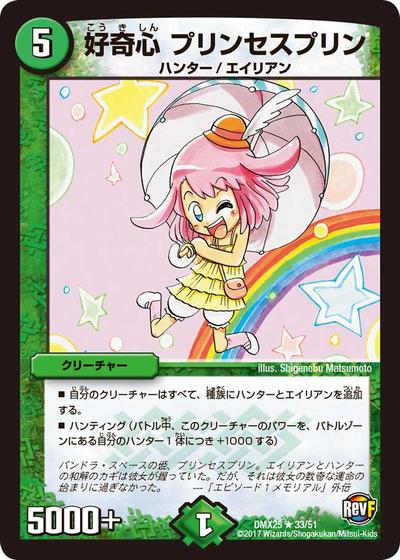 5
こうきしん
好奇心 プリンセスプリン
ハンター / エイリアン
クリーチャー
illus. Shigenobu Matsumoto
■ 自分のクリーチャーはすべて、種族にハンターとエイリアンを追加
する。
■ ハンティング (バトル中、このクリーチャーのパワーを、バトルゾー
ンにある自分のハンター1体につき +1000 する)
パンドラ・スペースの姫、プリンセスプリン。エイリアンとハンター
の和解のカギは彼女が握っていた。だが、それは彼女の数奇な運命の
始まりに過ぎなかった。 ---「エピソード1メモリアル」外伝
5000+
1
RevF
DMX25 ★ 33/51
©2017 Wizards/Shogakukan/Mitsui-Kids